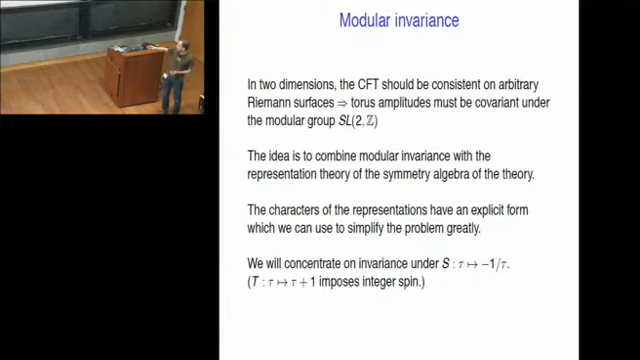 Modular invariance
In two dimensions, the CFT should be consistent on arbitrary
Riemann surfaces ⇒ torus amplitudes must be covariant under
the modular group SL(2, ℤ)
The idea is to combine modular invariance with the
representation theory of the symmetry algebra of the theory.
The characters of the representations have an explicit form
which we can use to simplify the problem greatly.
We will concentrate on invariance under S : τ ↦ −1/τ.
(T : τ ↦ τ + 1 imposes integer spin.)